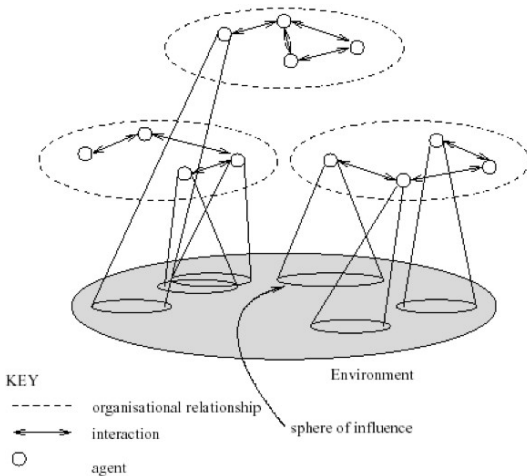 Environment
KEY
organisational relationship
interaction
sphere of influence
agent